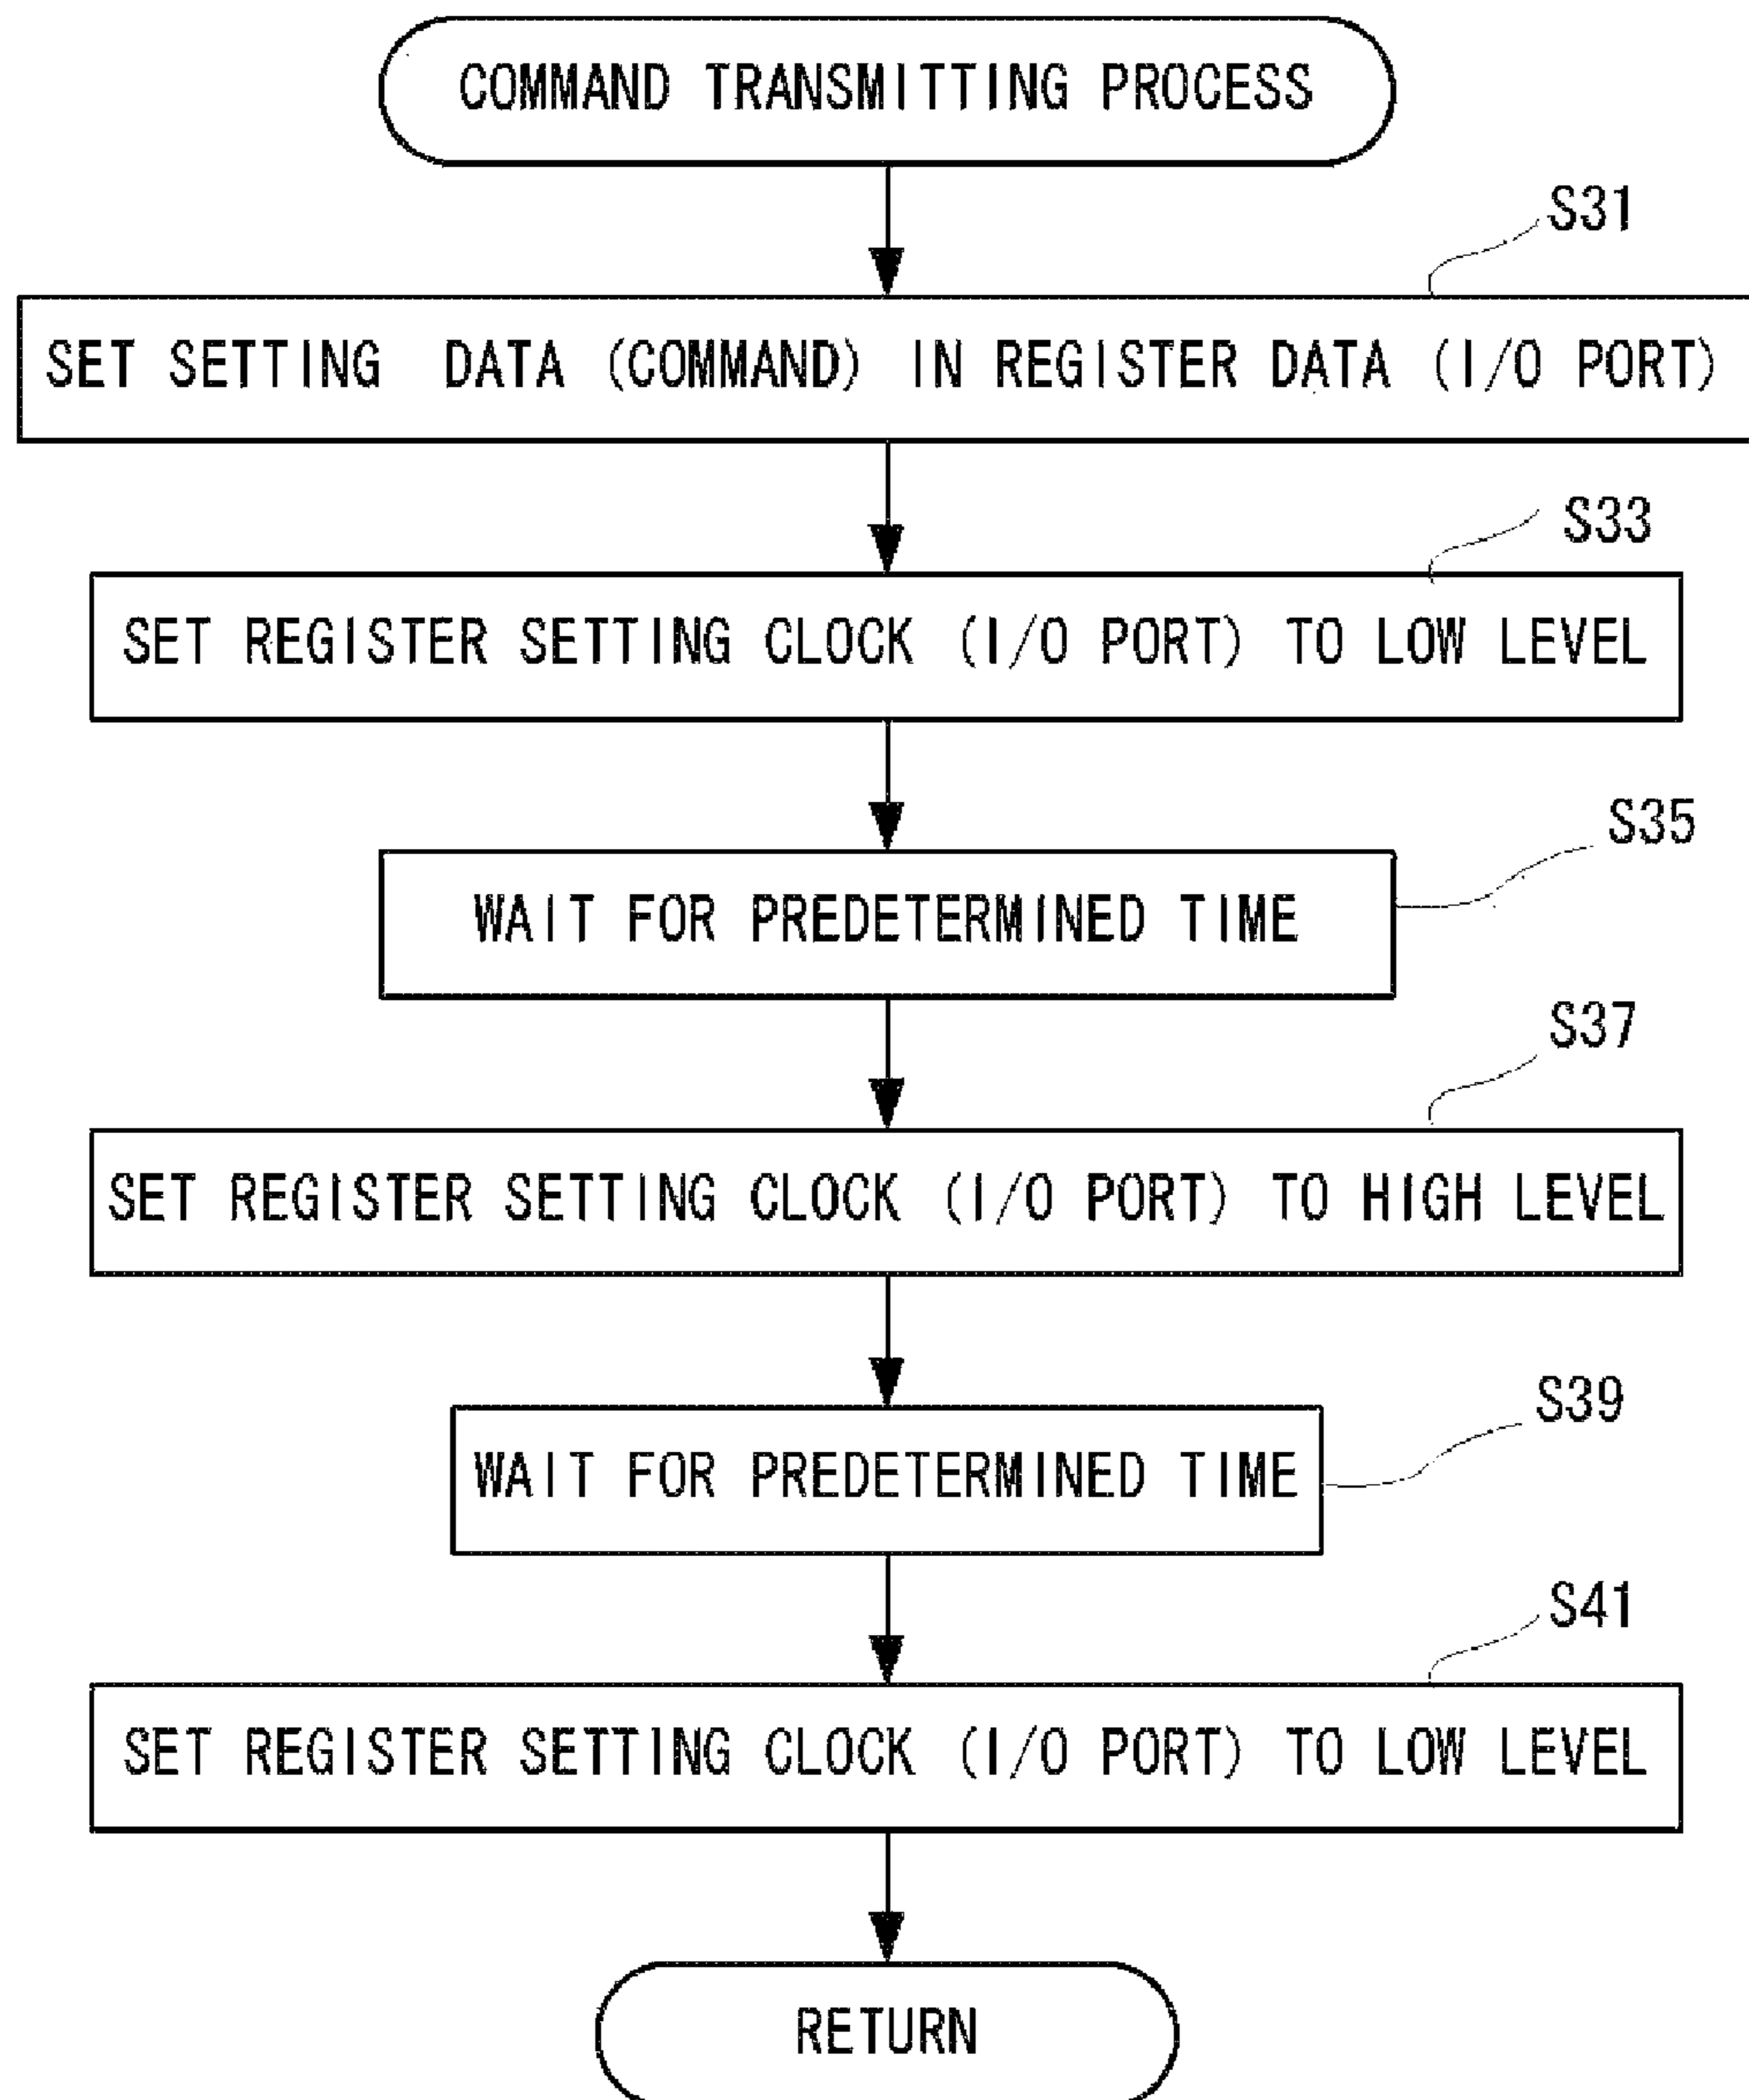 COMMAND TRANSMITTING PROCESS
S31
SET SETTING DATA (COMMAND) IN REGISTER DATA (I/O PORT)
S33
SET REGISTER SETTING CLOCK (I/O PORT) TO LOW LEVEL
S35
WAIT FOR PREDETERMINED TIME
S37
SET REGISTER SETTING CLOCK (I/O PORT) TO HIGH LEVEL
S39
WAIT FOR PREDETERMINED TIME
S41
SET REGISTER SETTING CLOCK (I/O PORT) TO LOW LEVEL
RETURN